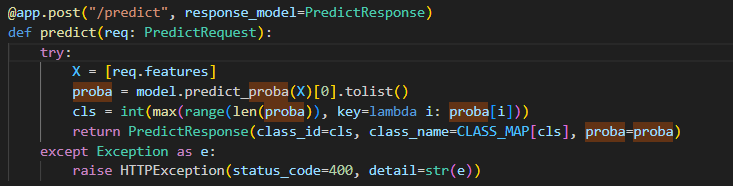 @app.post("/predict", response_model=PredictResponse)
def predict(req: PredictRequest):
    try:
        X = [req.features]
        proba = model.predict_proba(X)[0].tolist()
        cls = int(max(range(len(proba)), key=lambda i: proba[i]))
        return PredictResponse(class_id=cls, class_name=CLASS_MAP[cls], proba=proba)
    except Exception as e:
        raise HTTPException(status_code=400, detail=str(e))